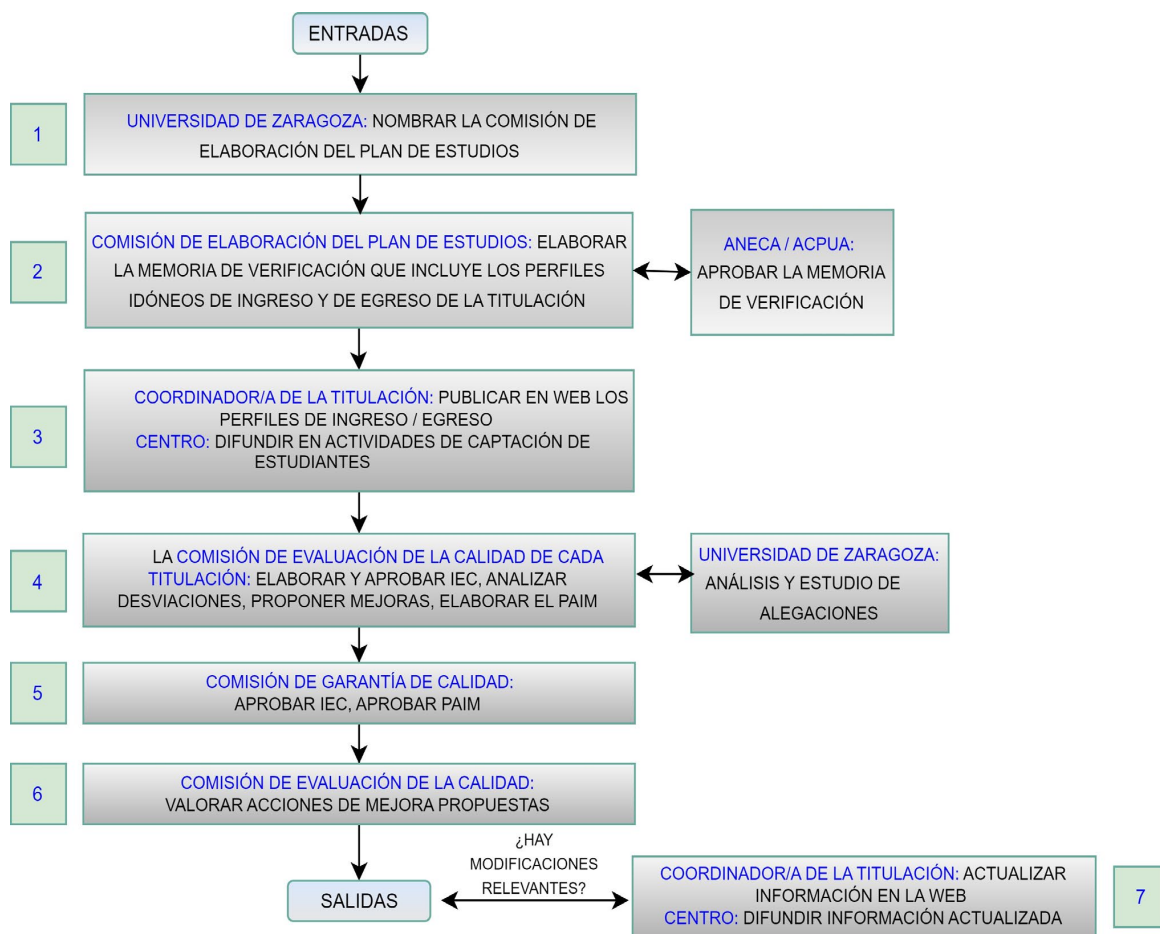 ENTRADAS
1
UNIVERSIDAD DE ZARAGOZA: NOMBRAR LA COMISIÓN DE
ELABORACIÓN DEL PLAN DE ESTUDIOS
2
COMISIÓN DE ELABORACIÓN DEL PLAN DE ESTUDIOS: ELABORAR
LA MEMORIA DE VERIFICACIÓN QUE INCLUYE LOS PERFILES
IDÓNEOS DE INGRESO Y DE EGRESO DE LA TITULACIÓN
ANECA / ACPUA:
APROBAR LA MEMORIA
DE VERIFICACIÓN
3
COORDINADOR/A DE LA TITULACIÓN: PUBLICAR EN WEB LOS
PERFILES DE INGRESO / EGRESO
CENTRO: DIFUNDIR EN ACTIVIDADES DE CAPTACIÓN DE
ESTUDIANTES
4
LA COMISIÓN DE EVALUACIÓN DE LA CALIDAD DE CADA
TITULACIÓN: ELABORAR Y APROBAR IEC, ANALIZAR
DESVIACIONES, PROPONER MEJORAS, ELABORAR EL PAIM
UNIVERSIDAD DE ZARAGOZA:
ANÁLISIS Y ESTUDIO DE
ALEGACIONES
5
COMISIÓN DE GARANTÍA DE CALIDAD:
APROBAR IEC, APROBAR PAIM
6
COMISIÓN DE EVALUACIÓN DE LA CALIDAD:
VALORAR ACCIONES DE MEJORA PROPUESTAS
SALIDAS
¿HAY
MODIFICACIONES
RELEVANTES?
COORDINADOR/A DE LA TITULACIÓN: ACTUALIZAR
INFORMACIÓN EN LA WEB
CENTRO: DIFUNDIR INFORMACIÓN ACTUALIZADA
7